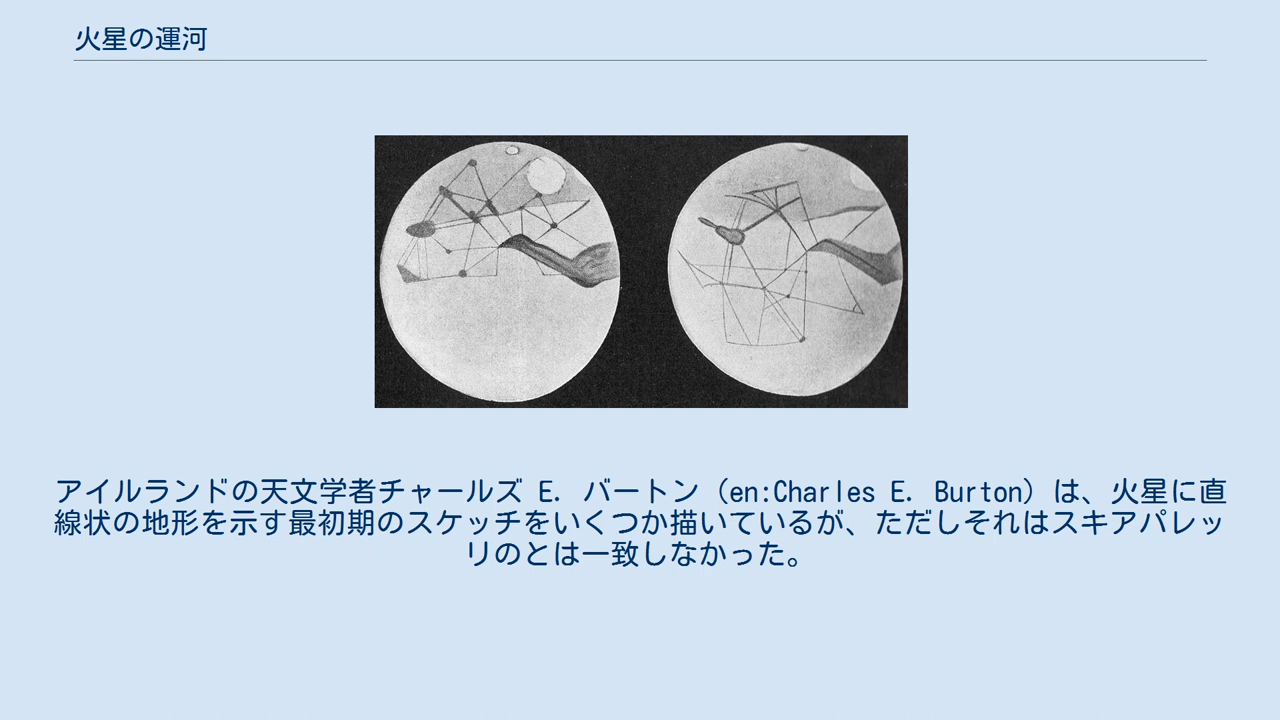 火星の運河
アイルランドの天文学者チャールズ E. バートン（en:Charles E. Burton）は、火星に直
線状の地形を示す最初期のスケッチをいくつか描いているが、ただしそれはスキアパレッ
リのとは一致しなかった。